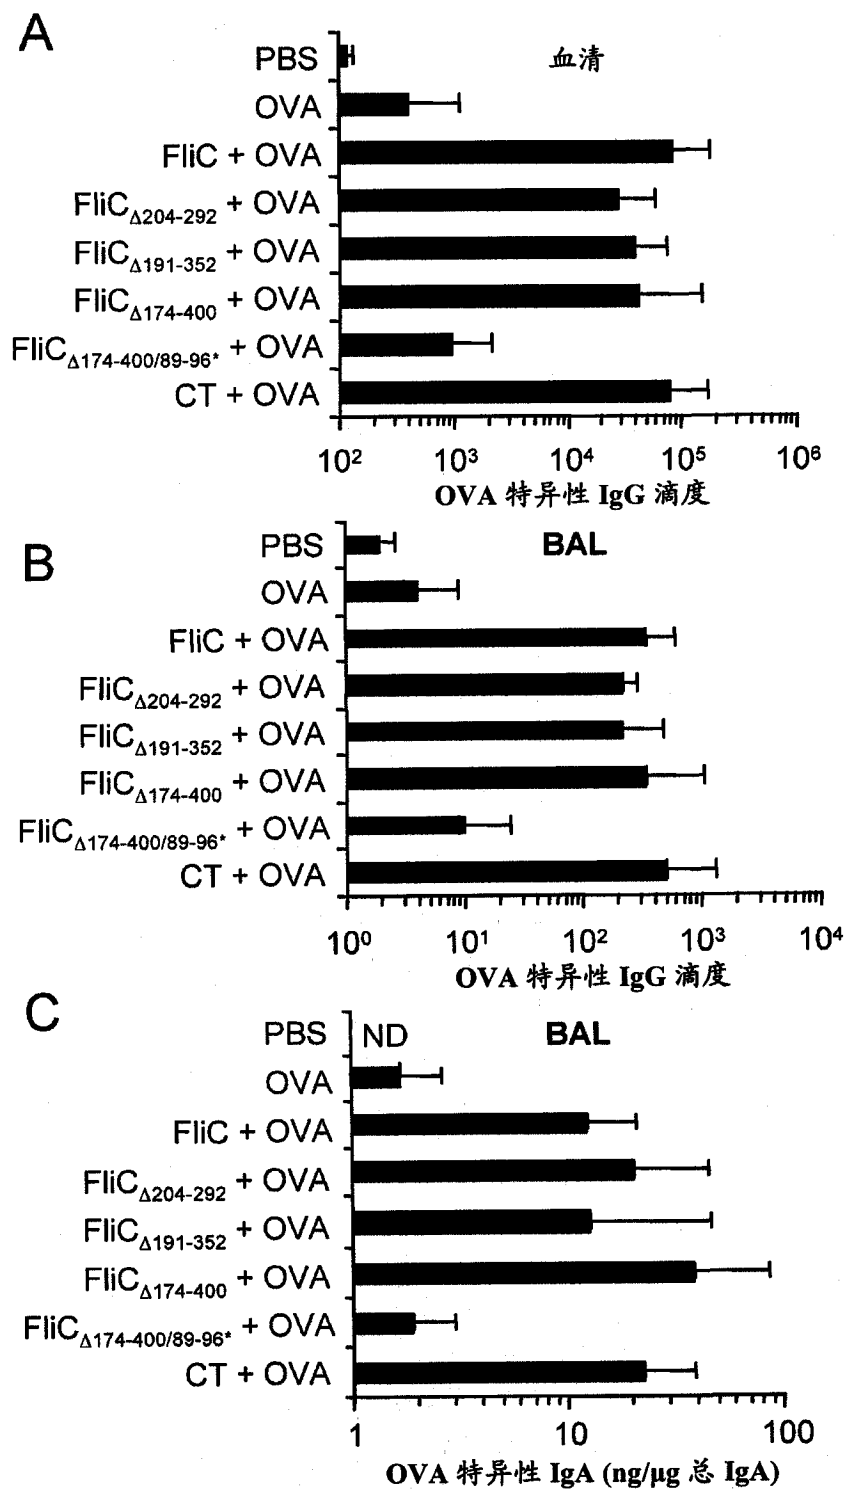 A
PBS 血清
OVA
FliC + OVA
FliCΔ204-292 + OVA
FliCΔ191-352 + OVA
FliCΔ174-400 + OVA
FliCΔ174-400/89-96* + OVA
CT + OVA
10² 10³ 10⁴ 10⁵ 10⁶
OVA 特异性 IgG 滴度
B
PBS BAL
OVA
FliC + OVA
FliCΔ204-292 + OVA
FliCΔ191-352 + OVA
FliCΔ174-400 + OVA
FliCΔ174-400/89-96* + OVA
CT + OVA
10⁰ 10¹ 10² 10³ 10⁴
OVA 特异性 IgG 滴度
C
PBS ND BAL
OVA
FliC + OVA
FliCΔ204-292 + OVA
FliCΔ191-352 + OVA
FliCΔ174-400 + OVA
FliCΔ174-400/89-96* + OVA
CT + OVA
1 10 100
OVA 特异性 IgA (ng/μg 总 IgA)